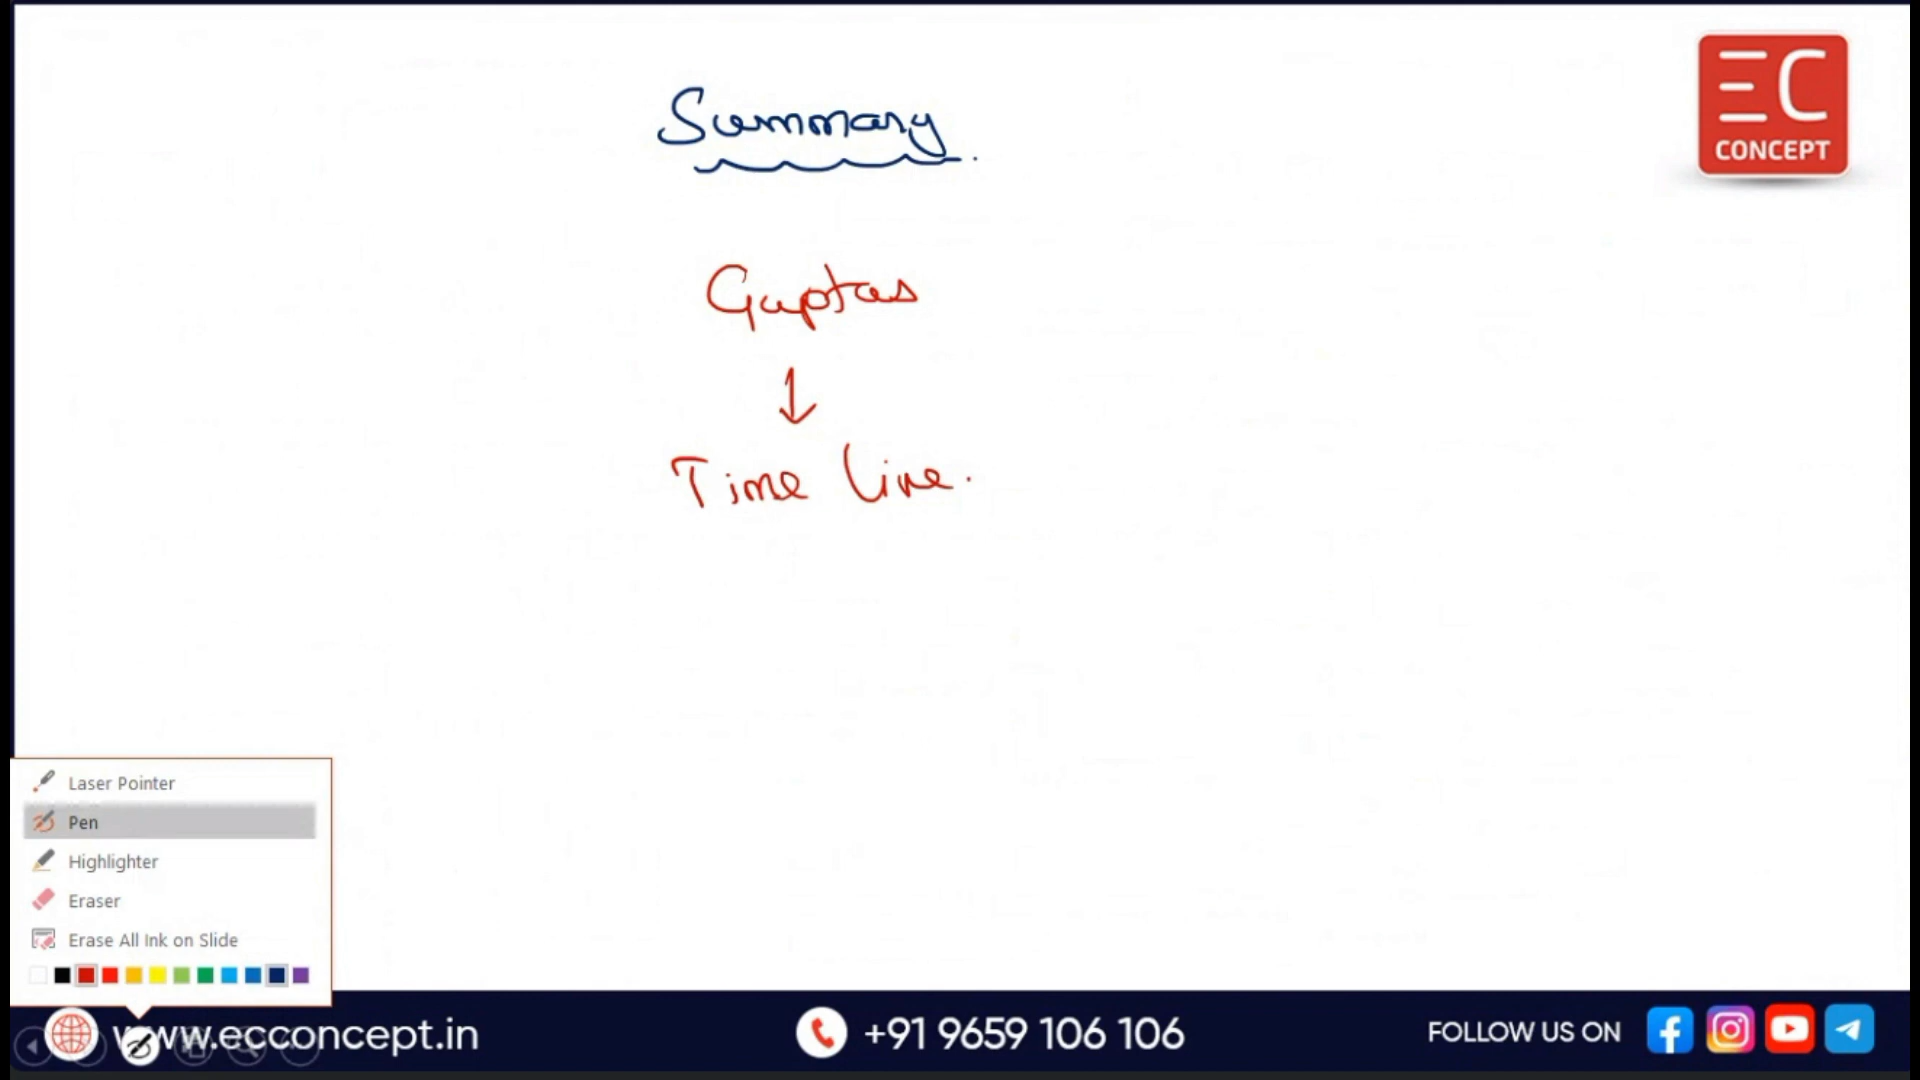 Summary.
EC
CONCEPT
Guptas
↓
Time line.
Laser Pointer
Pen
Highlighter
Eraser
Erase All Ink on Slide
www.ecconcept.in
+91 9659 106 106
FOLLOW US ON